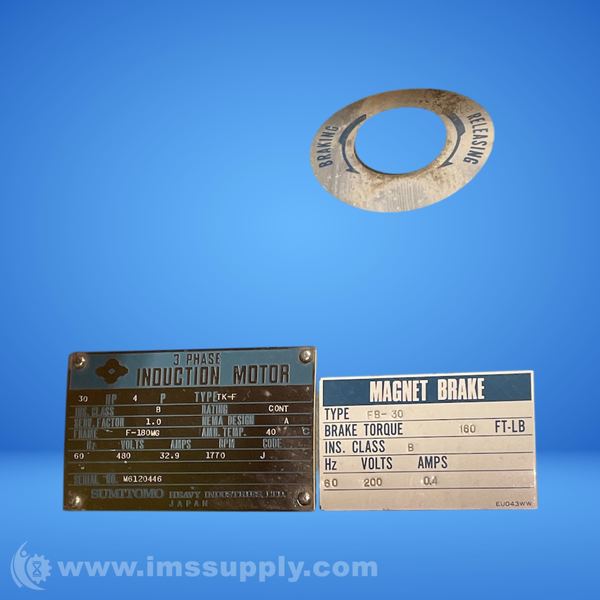 BRAKING
RELEASING
3 PHASE
INDUCTION MOTOR
30 HP 4 P TYPE TK-F
INS. CLASS B RATING CONT
SERV. FACTOR 1.0 NEMA DESIGN A
FRAME F-180MG AMB. TEMP. 40 °C
Hz VOLTS AMPS RPM CODE
60 480 32.9 1770 J
SERIAL NO. M6120446
SUMITOMO HEAVY INDUSTRIES, LTD.
JAPAN
MAGNET BRAKE
TYPE FB-30
BRAKE TORQUE 160 FT-LB
INS. CLASS B
Hz VOLTS AMPS
60 200 0.4
EU043WW
www.imssupply.com